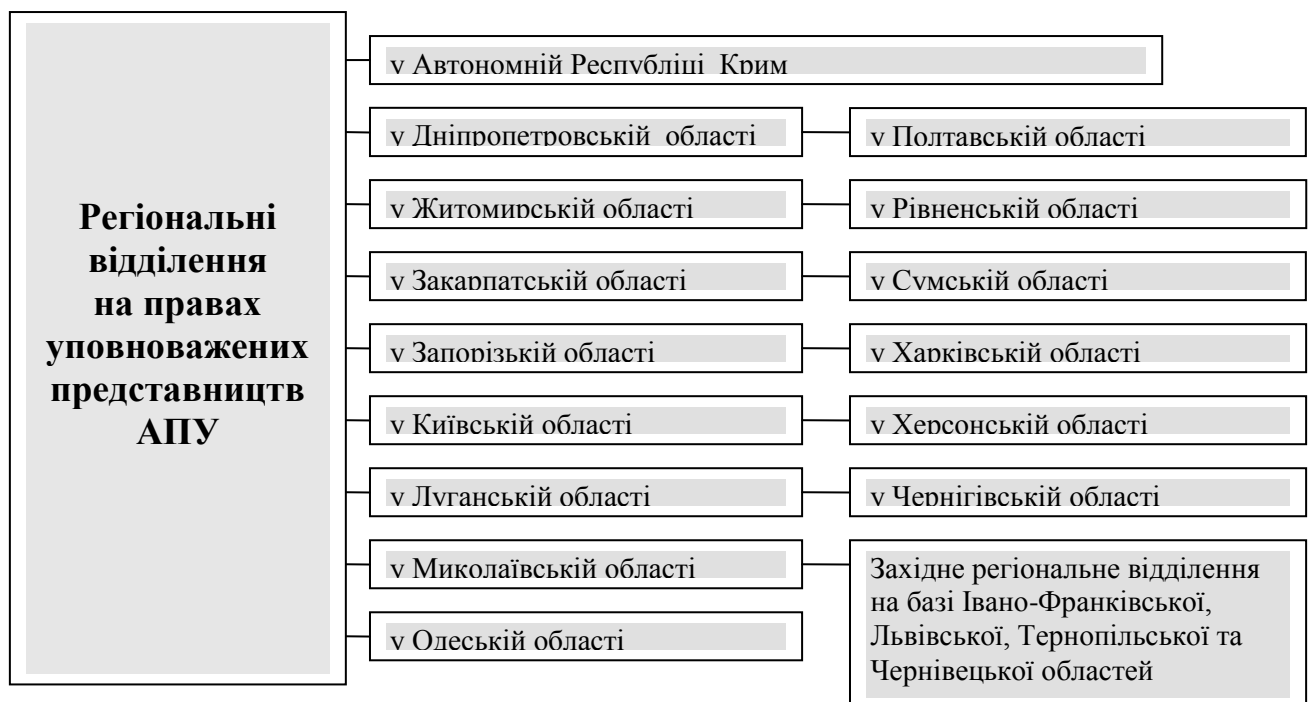 Регіональні
відділення
на правах
уповноважених
представництв
АПУ
у Автономній Республіці Крим
у Дніпропетровській області
у Житомирській області
у Закарпатській області
у Запорізькій області
у Київській області
у Луганській області
у Миколаївській області
у Одеській області
у Полтавській області
у Рівненській області
у Сумській області
у Харківській області
у Херсонській області
у Чернігівській області
Західне регіональне відділення
на базі Івано-Франківської,
Львівської, Тернопільської та
Чернівецької областей